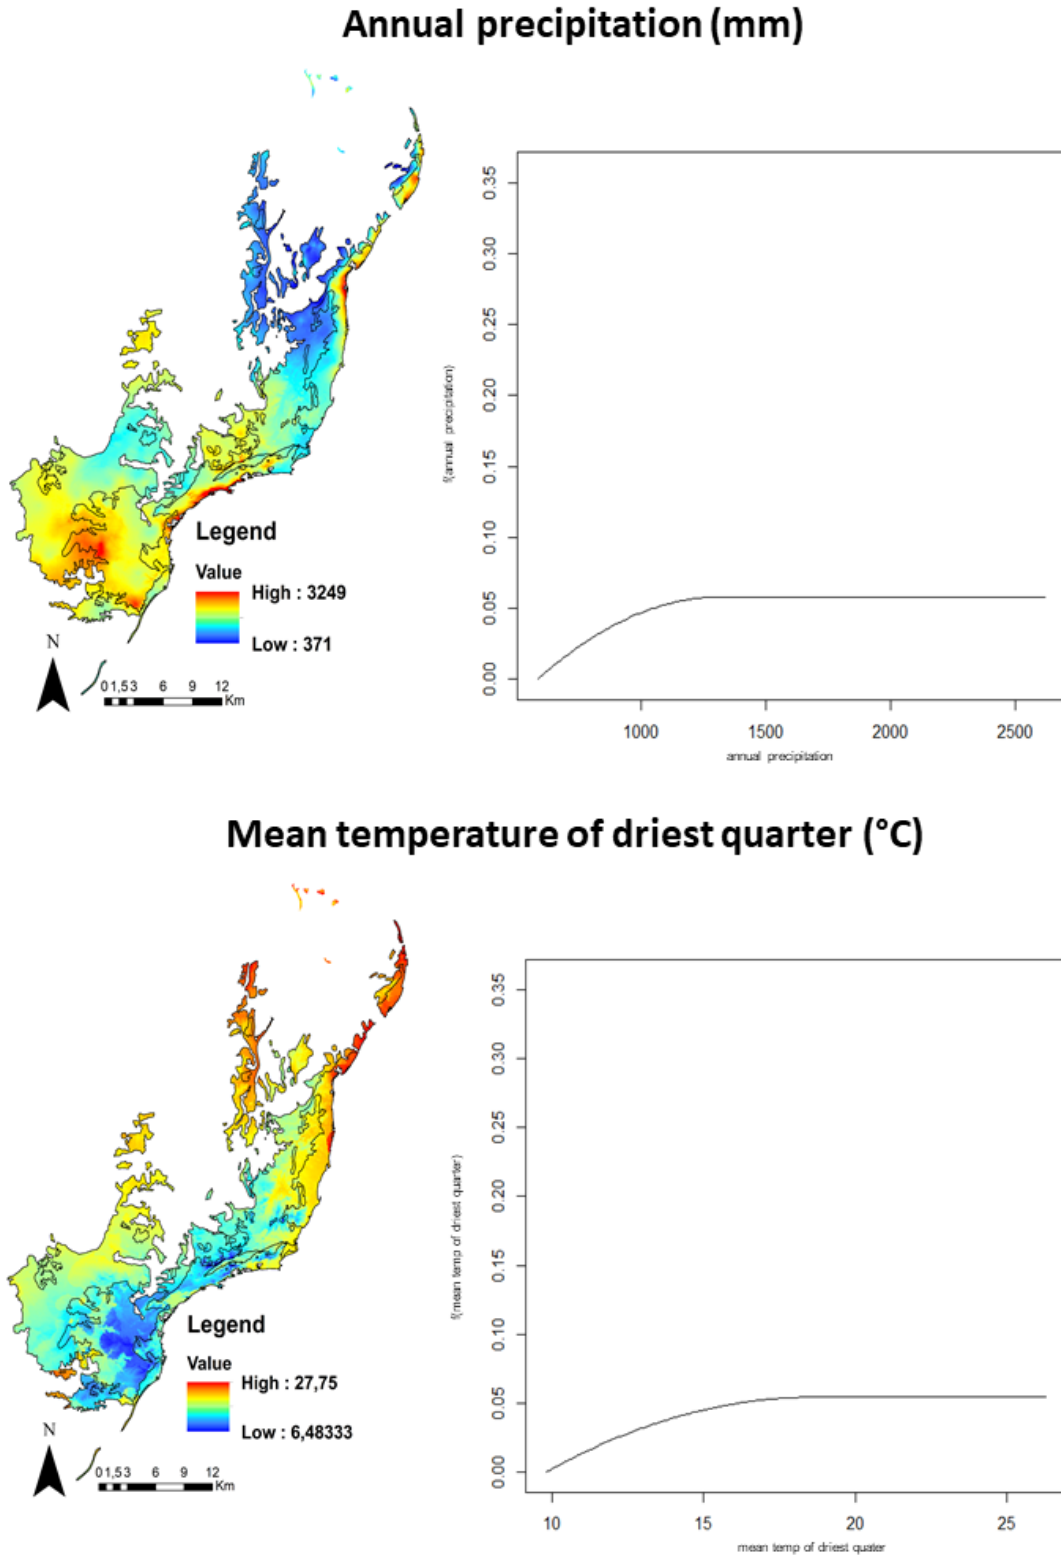 Annual precipitation (mm)
Legend
Value
High : 3249
Low : 371
N
0 1,5 3 6 9 12
Km
0.35
0.30
0.25
0.20
0.15
0.10
0.05
0.00
f(annual precipitation)
1000 1500 2000 2500
annual precipitation
Mean temperature of driest quarter (°C)
Legend
Value
High : 27,75
Low : 6,48333
N
0 1,5 3 6 9 12
Km
0.35
0.30
0.25
0.20
0.15
0.10
0.05
0.00
f(mean temp of driest quarter)
10 15 20 25
mean temp of driest quater